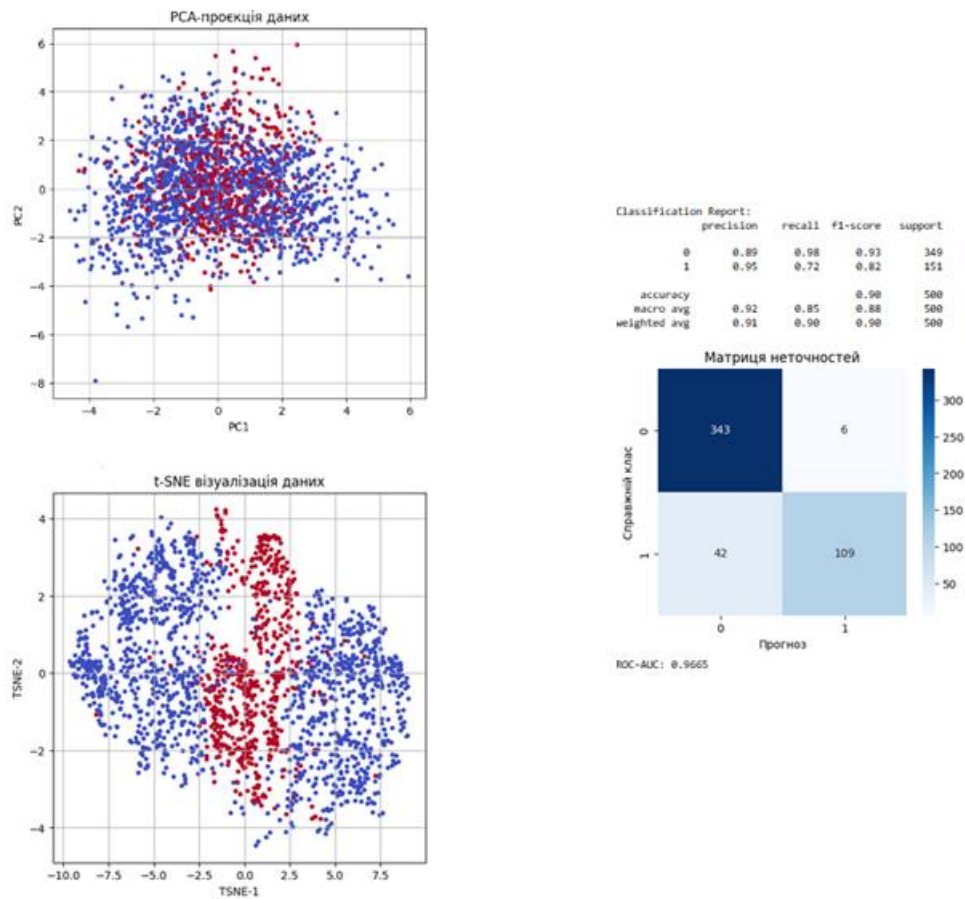 PCA-проєкція даних
6
4
2
0
−2
−4
−6
−8
PC2
−4 −2 0 2 4 6
PC1
t-SNE візуалізація даних
4
2
0
−2
−4
TSNE-2
−10.0 −7.5 −5.0 −2.5 0.0 2.5 5.0 7.5
TSNE-1
Classification Report:
precision recall f1-score support
0 0.89 0.98 0.93 349
1 0.95 0.72 0.82 151
accuracy 0.90 500
macro avg 0.92 0.85 0.88 500
weighted avg 0.91 0.90 0.90 500
Матриця неточностей
Справжній клас
0 343 6
1 42 109
0 1
Прогноз
300
250
200
150
100
50
ROC-AUC: 0.9665